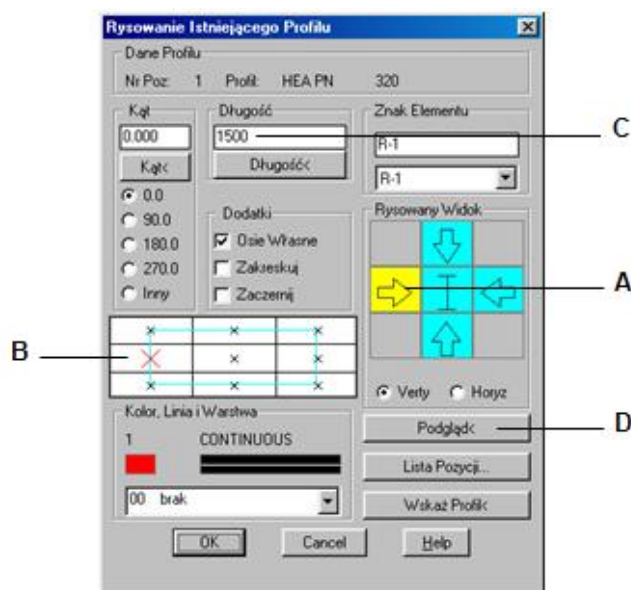 Rysowanie Istniejącego Profilu
Dane Profilu
Nr Poz: 1 Profil: HEA PN 320
Kąt
0.000
Kąt<
0.0
90.0
180.0
270.0
Inny
Długość
1500
Długość<
Dodatki
Osie Własne
Zakreskuj
Zaczernij
Znak Elementu
R-1
R-1
Rysowany Widok
Verty Horyz
Kolor, Linia i Warstwa
1 CONTINUOUS
00 brak
Podgląd<
Lista Pozycji...
Wskaż Profil<
OK Cancel Help
C
A
B
D